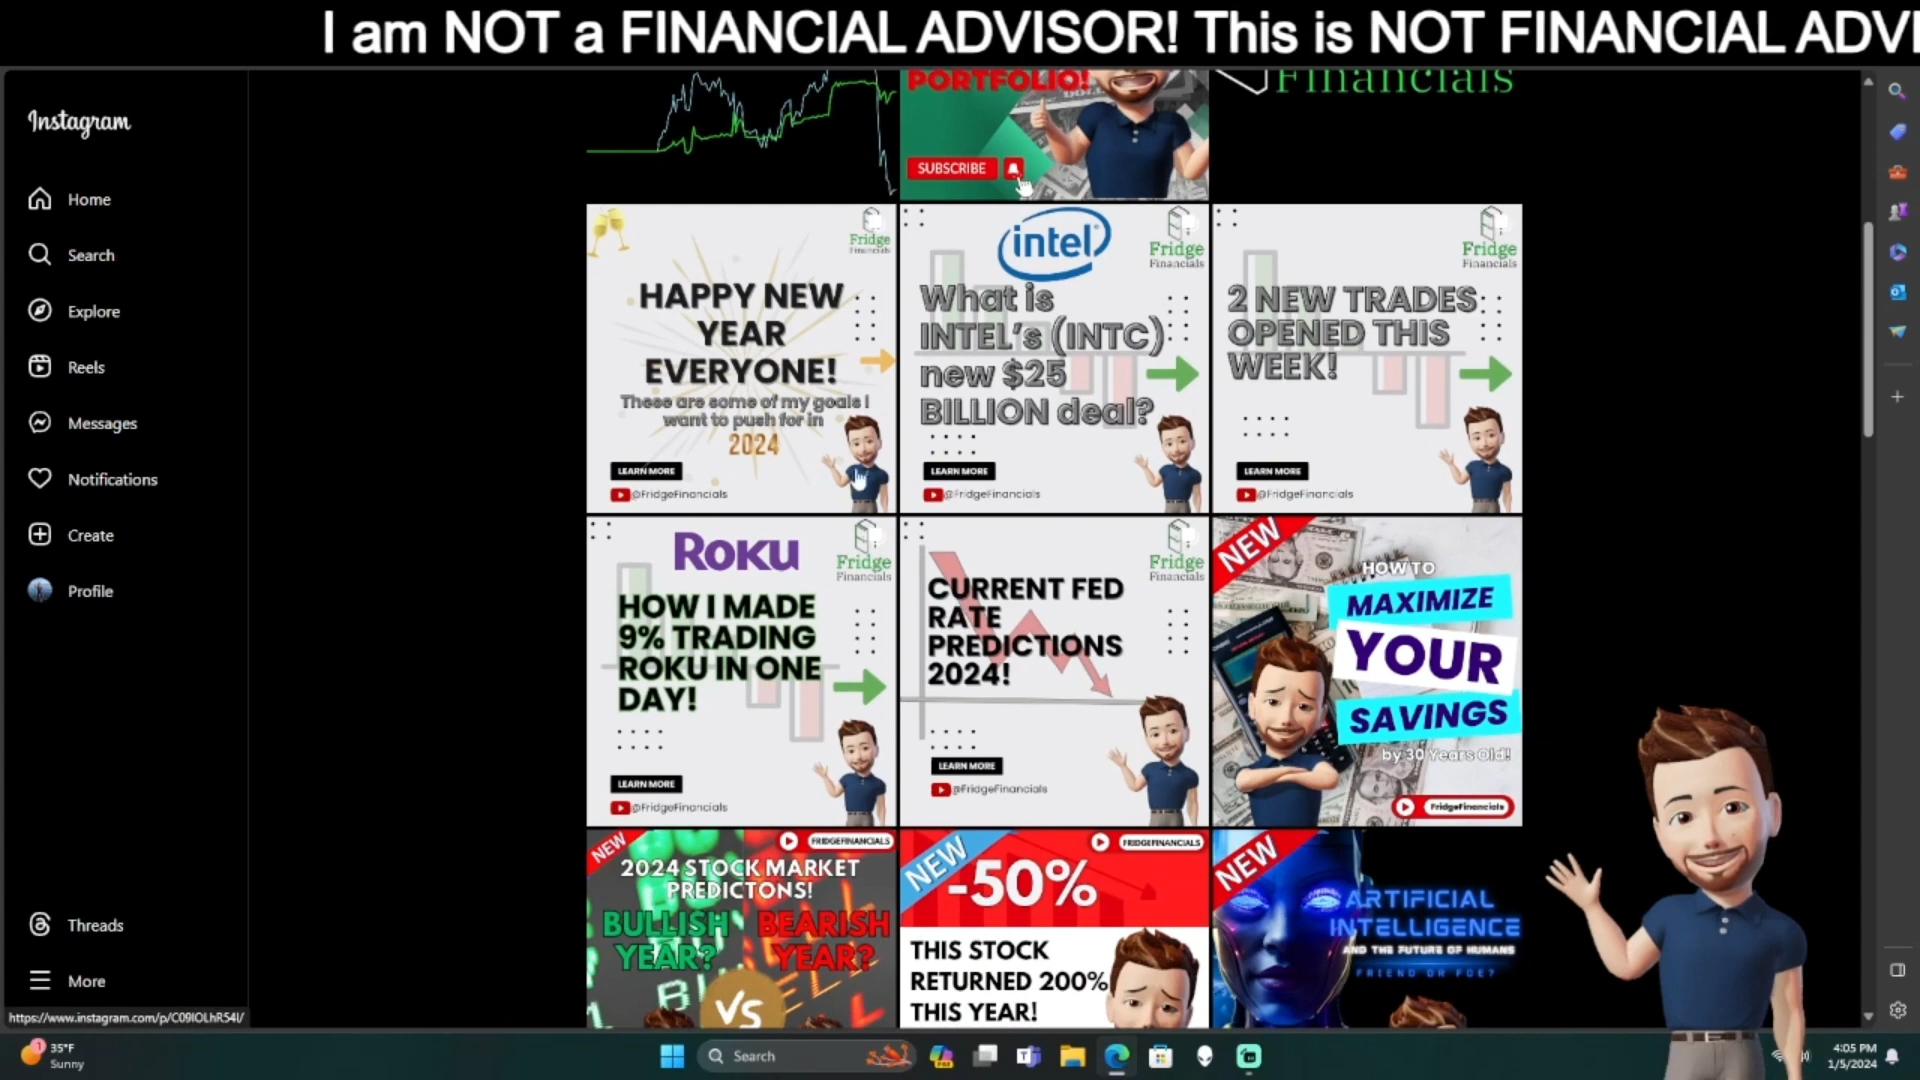 I am NOT a FINANCIAL ADVISOR! This is NOT FINANCIAL ADVI
Instagram
Home
Search
Explore
Reels
Messages
Notifications
Create
Profile
Threads
More
https://www.instagram.com/p/C09IOLhR54I/
PORTFOLIO!
SUBSCRIBE
Financials
Fridge
Financials
HAPPY NEW
YEAR
EVERYONE!
These are some of my goals I
want to push for in
2024
LEARN MORE
@FridgeFinancials
intel
Fridge
Financials
What is
INTEL's (INTC)
new $25
BILLION deal?
LEARN MORE
@FridgeFinancials
Fridge
Financials
2 NEW TRADES
OPENED THIS
WEEK!
LEARN MORE
@FridgeFinancials
ROKU
Fridge
Financials
HOW I MADE
9% TRADING
ROKU IN ONE
DAY!
LEARN MORE
@FridgeFinancials
Fridge
Financials
CURRENT FED
RATE
PREDICTIONS
2024!
LEARN MORE
@FridgeFinancials
NEW
HOW TO
MAXIMIZE
YOUR
SAVINGS
by 30 Years Old!
FridgeFinancials
NEW
FRIDGEFINANCIALS
2024 STOCK MARKET
PREDICTONS!
BULLISH BEARISH
YEAR? YEAR?
VS
NEW
FRIDGEFINANCIALS
-50%
THIS STOCK
RETURNED 200%
THIS YEAR!
NEW
ARTIFICIAL
INTELLIGENCE
AND THE FUTURE OF HUMANS
FRIEND OR FOE?
1
35°F
Sunny
Search
4:05 PM
1/5/2024